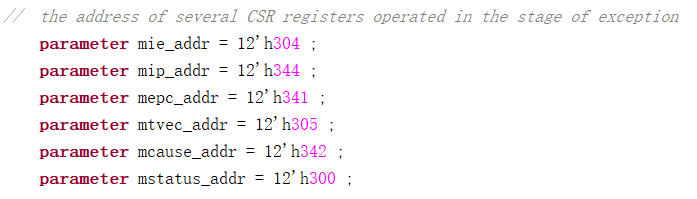 //  the address of several CSR registers operated in the stage of exception
parameter mie_addr = 12'h304 ;
parameter mip_addr = 12'h344 ;
parameter mepc_addr = 12'h341 ;
parameter mtvec_addr = 12'h305 ;
parameter mcause_addr = 12'h342 ;
parameter mstatus_addr = 12'h300 ;